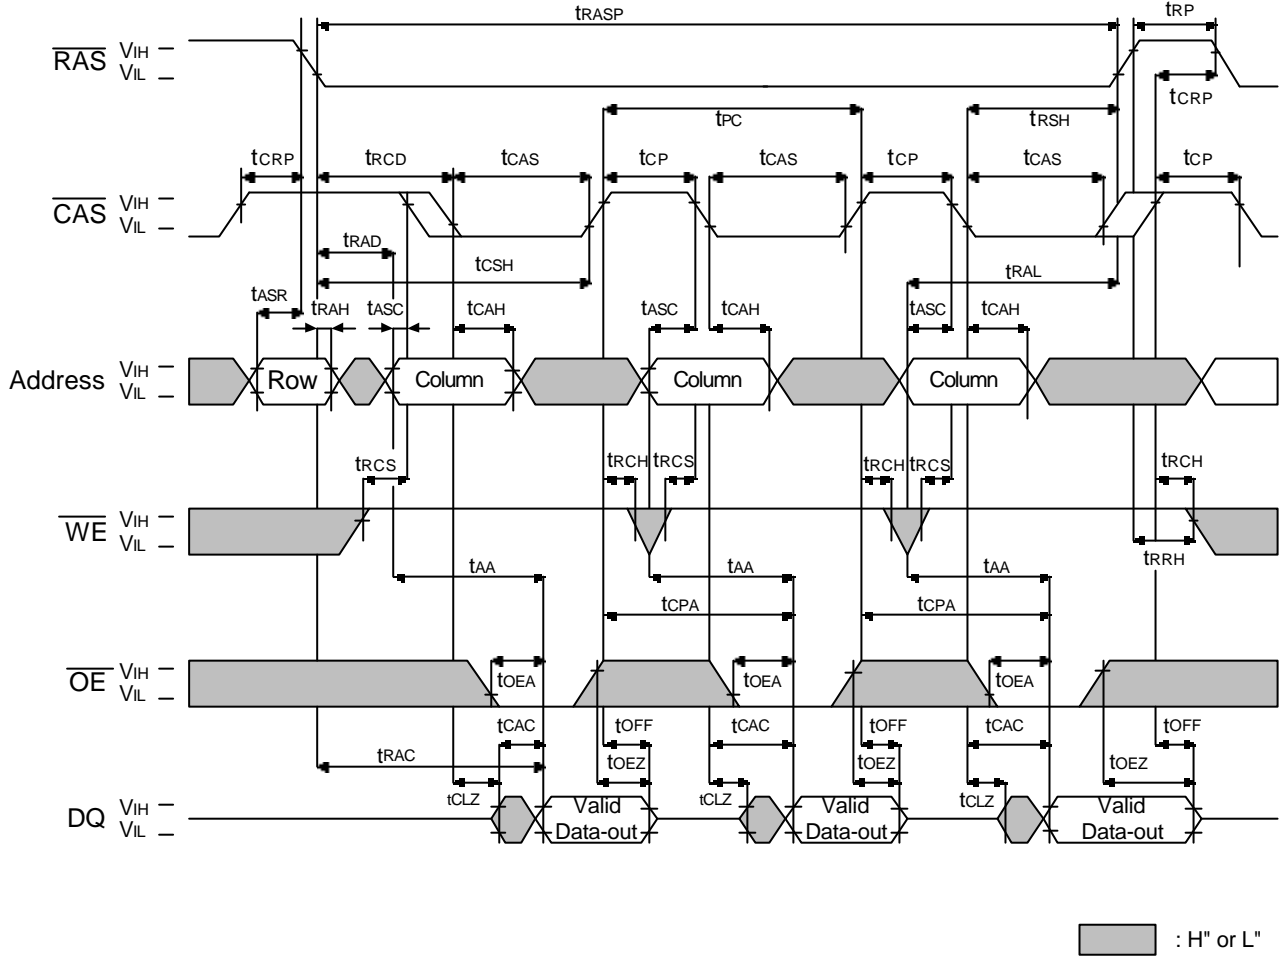 tRASP tRP
RAS VIH
VIL
tCRP
tPC tRSH
tCRP tRCD tCAS tCP tCAS tCP tCAS tCP
CAS VIH
VIL
tRAD
tCSH tRAL
tASR tRAH tASC tCAH tASC tCAH tASC tCAH
Address VIH
VIL
Row Column Column Column
tRCS tRCH tRCS tRCH tRCS tRCH
WE VIH
VIL
tRRH
tAA tAA tAA
tCPA tCPA
OE VIH
VIL
tOEA tOEA tOEA
tCAC tOFF tCAC tOFF tCAC tOFF
tRAC tOEZ tOEZ tOEZ
tCLZ tCLZ tCLZ
DQ VIH
VIL
Valid Data-out Valid Data-out Valid Data-out
: H" or L"